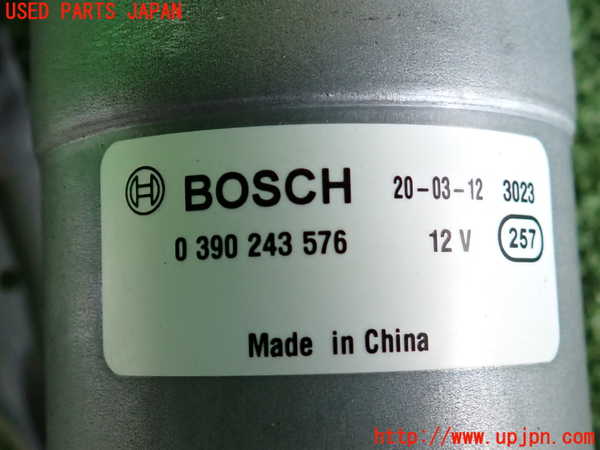 USED PARTS JAPAN
BOSCH 20-03-12 3023
0 390 243 576 12 V 257
Made in China
http://www.upjpn.com/